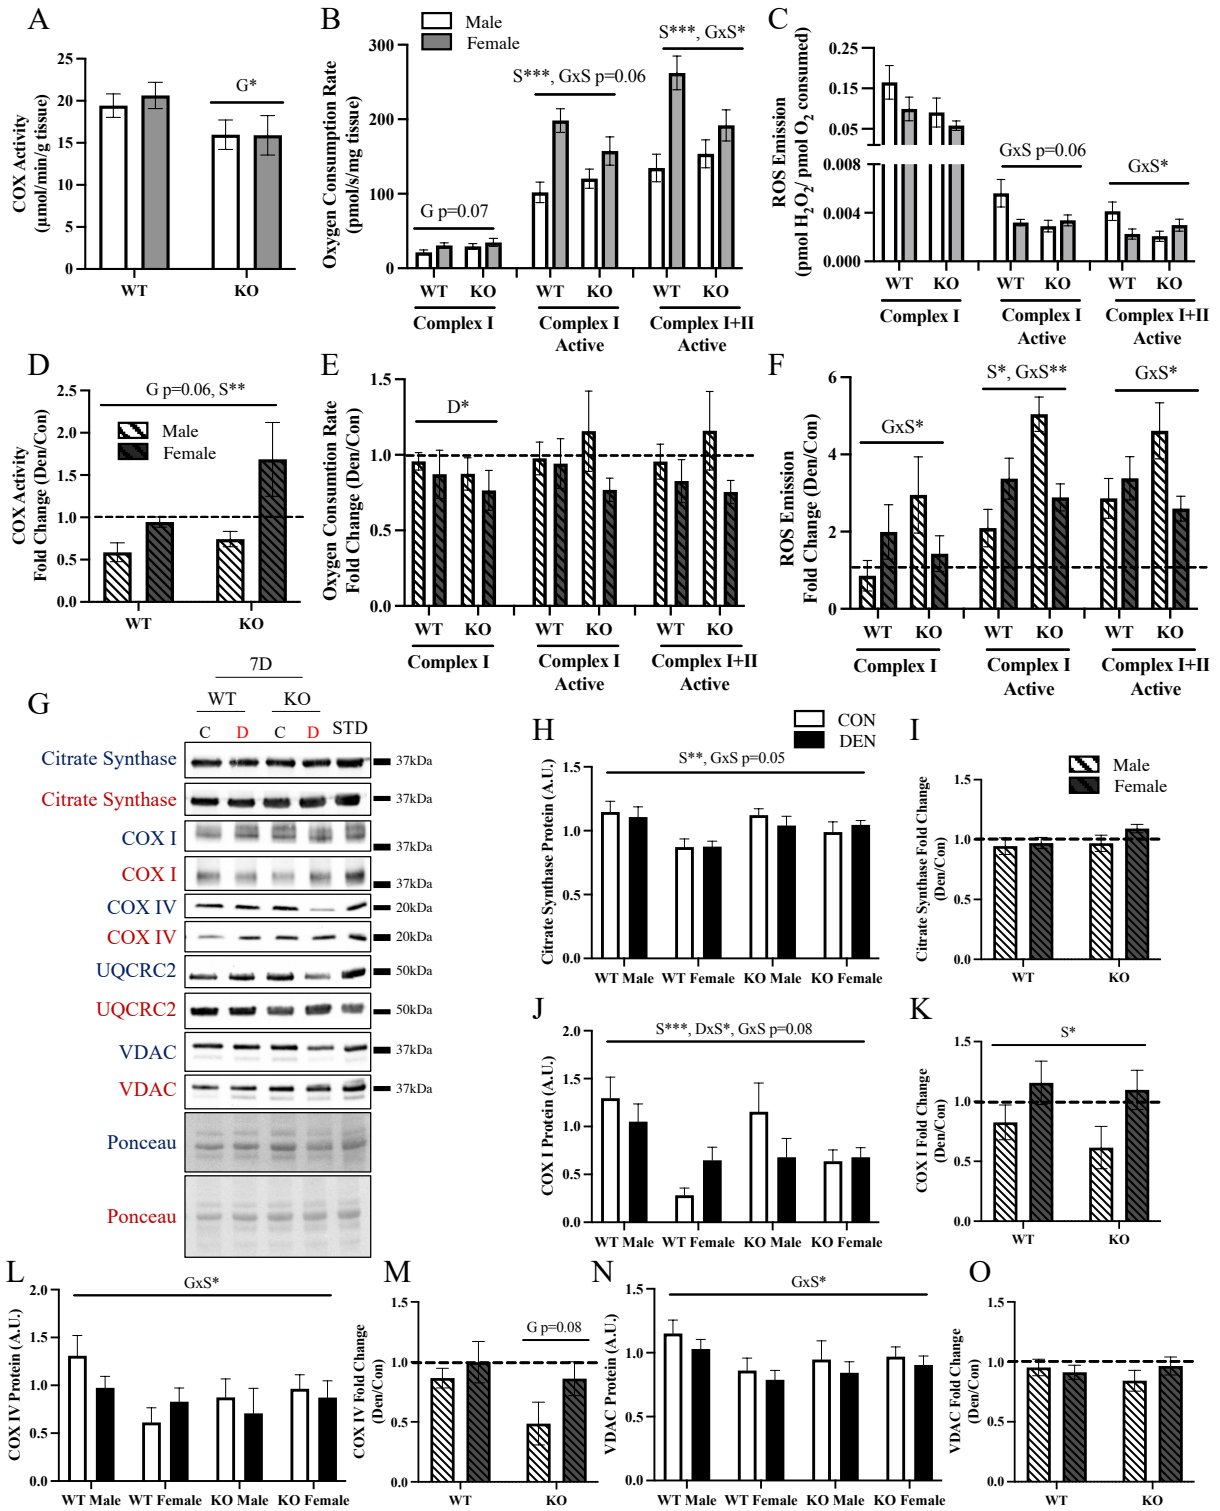 A
COX Activity
(μmol/min/g tissue)
25
20
15
10
5
0
G*
WT
KO
B
Male
Female
Oxygen Consumption Rate
(pmol/s/mg tissue)
300
200
100
0
G p=0.07
S***, GxS p=0.06
S***, GxS*
WT KO WT KO WT KO
Complex I
Complex I
Active
Complex I+II
Active
C
ROS Emission
(pmol H2O2/ pmol O2 consumed)
0.25
0.15
0.05
0.008
0.004
0.000
GxS p=0.06
GxS*
WT KO WT KO WT KO
Complex I
Complex I
Active
Complex I+II
Active
D
COX Activity
Fold Change (Den/Con)
2.5
2.0
1.5
1.0
0.5
0.0
G p=0.06, S**
Male
Female
WT
KO
E
Oxygen Consumtion Rate
Fold Change (Den/Con)
1.5
1.0
0.5
0.0
D*
WT KO WT KO WT KO
Complex I
Complex I
Active
Complex I+II
Active
F
ROS Emission
Fold Change (Den/Con)
6
4
2
0
GxS*
S*, GxS**
GxS*
WT KO WT KO WT KO
Complex I
Complex I
Active
Complex I+II
Active
G
7D
WT KO
C D C D STD
Citrate Synthase 37kDa
Citrate Synthase 37kDa
COX I 37kDa
COX I 37kDa
COX IV 20kDa
COX IV 20kDa
UQCRC2 50kDa
UQCRC2 50kDa
VDAC 37kDa
VDAC 37kDa
Ponceau
Ponceau
H
CON
DEN
Citrate Synthase Protein (A.U.)
1.5
1.0
0.5
0.0
S**, GxS p=0.05
WT Male WT Female KO Male KO Female
I
Male
Female
Citrate Synthase Fold Change
(Den/Con)
1.5
1.0
0.5
0.0
WT
KO
J
COX I Protein (A.U.)
2.0
1.5
1.0
0.5
0.0
S***, DxS*, GxS p=0.08
WT Male WT Female KO Male KO Female
K
COX I Fold Change
(Den/Con)
1.5
1.0
0.5
0.0
S*
WT
KO
L
COX IV Protein (A.U.)
2.0
1.5
1.0
0.5
0.0
GxS*
WT Male WT Female KO Male KO Female
M
COX IV Fold Change
(Den/Con)
1.5
1.0
0.5
0.0
G p=0.08
WT
KO
N
VDAC Protein (A.U.)
1.5
1.0
0.5
0.0
GxS*
WT Male WT Female KO Male KO Female
O
VDAC Fold Change
(Den/Con)
1.5
1.0
0.5
0.0
WT
KO